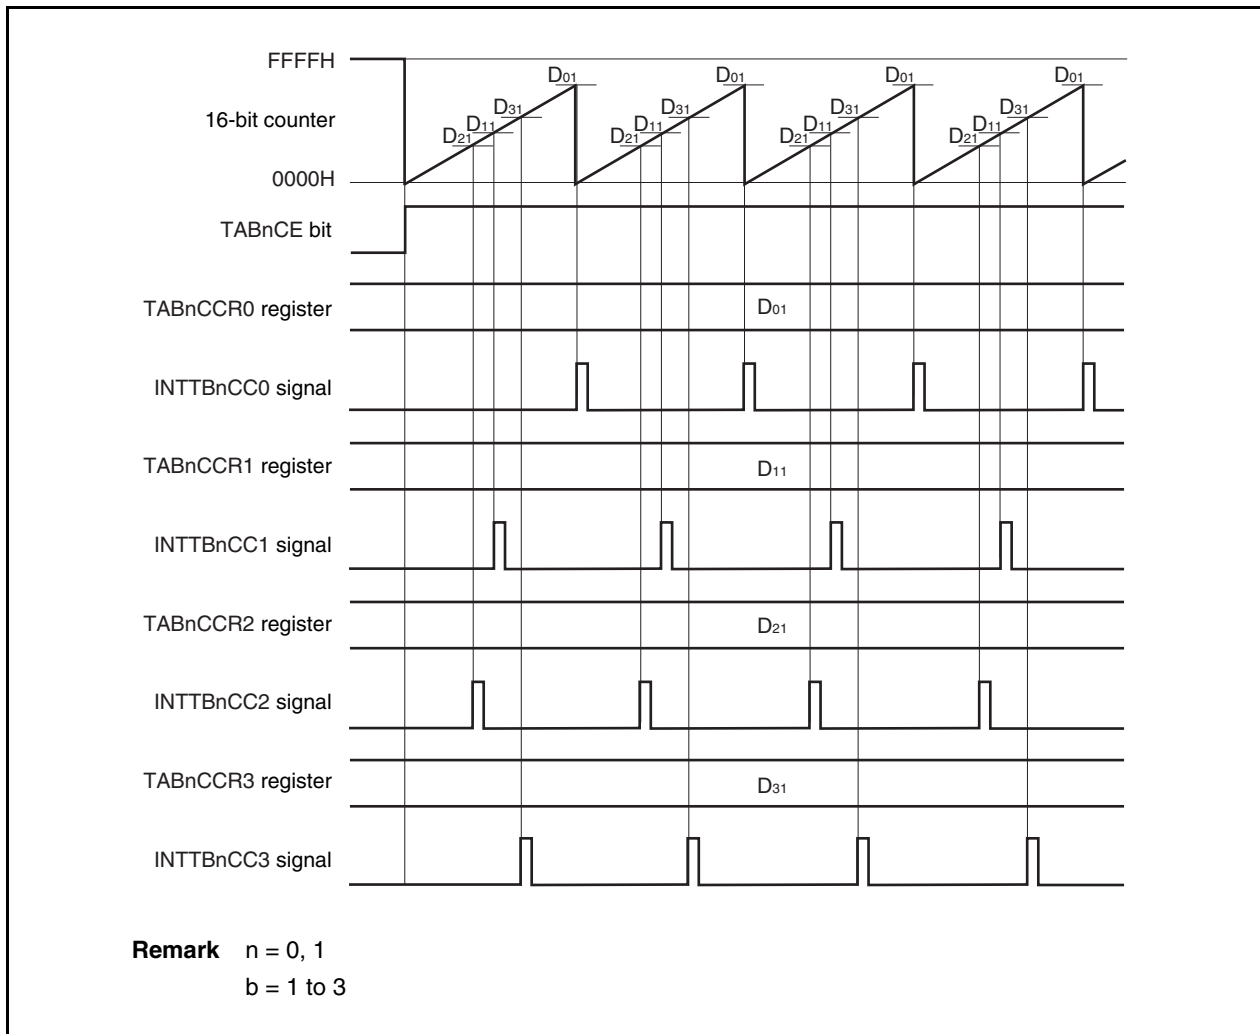 FFFFH
D01 D01 D01 D01
16-bit counter
D31 D31 D31 D31
D11 D11 D11 D11
D21 D21 D21 D21
0000H
TABnCE bit
TABnCCR0 register
D01
INTTBnCC0 signal
TABnCCR1 register
D11
INTTBnCC1 signal
TABnCCR2 register
D21
INTTBnCC2 signal
TABnCCR3 register
D31
INTTBnCC3 signal
Remark n = 0, 1
b = 1 to 3